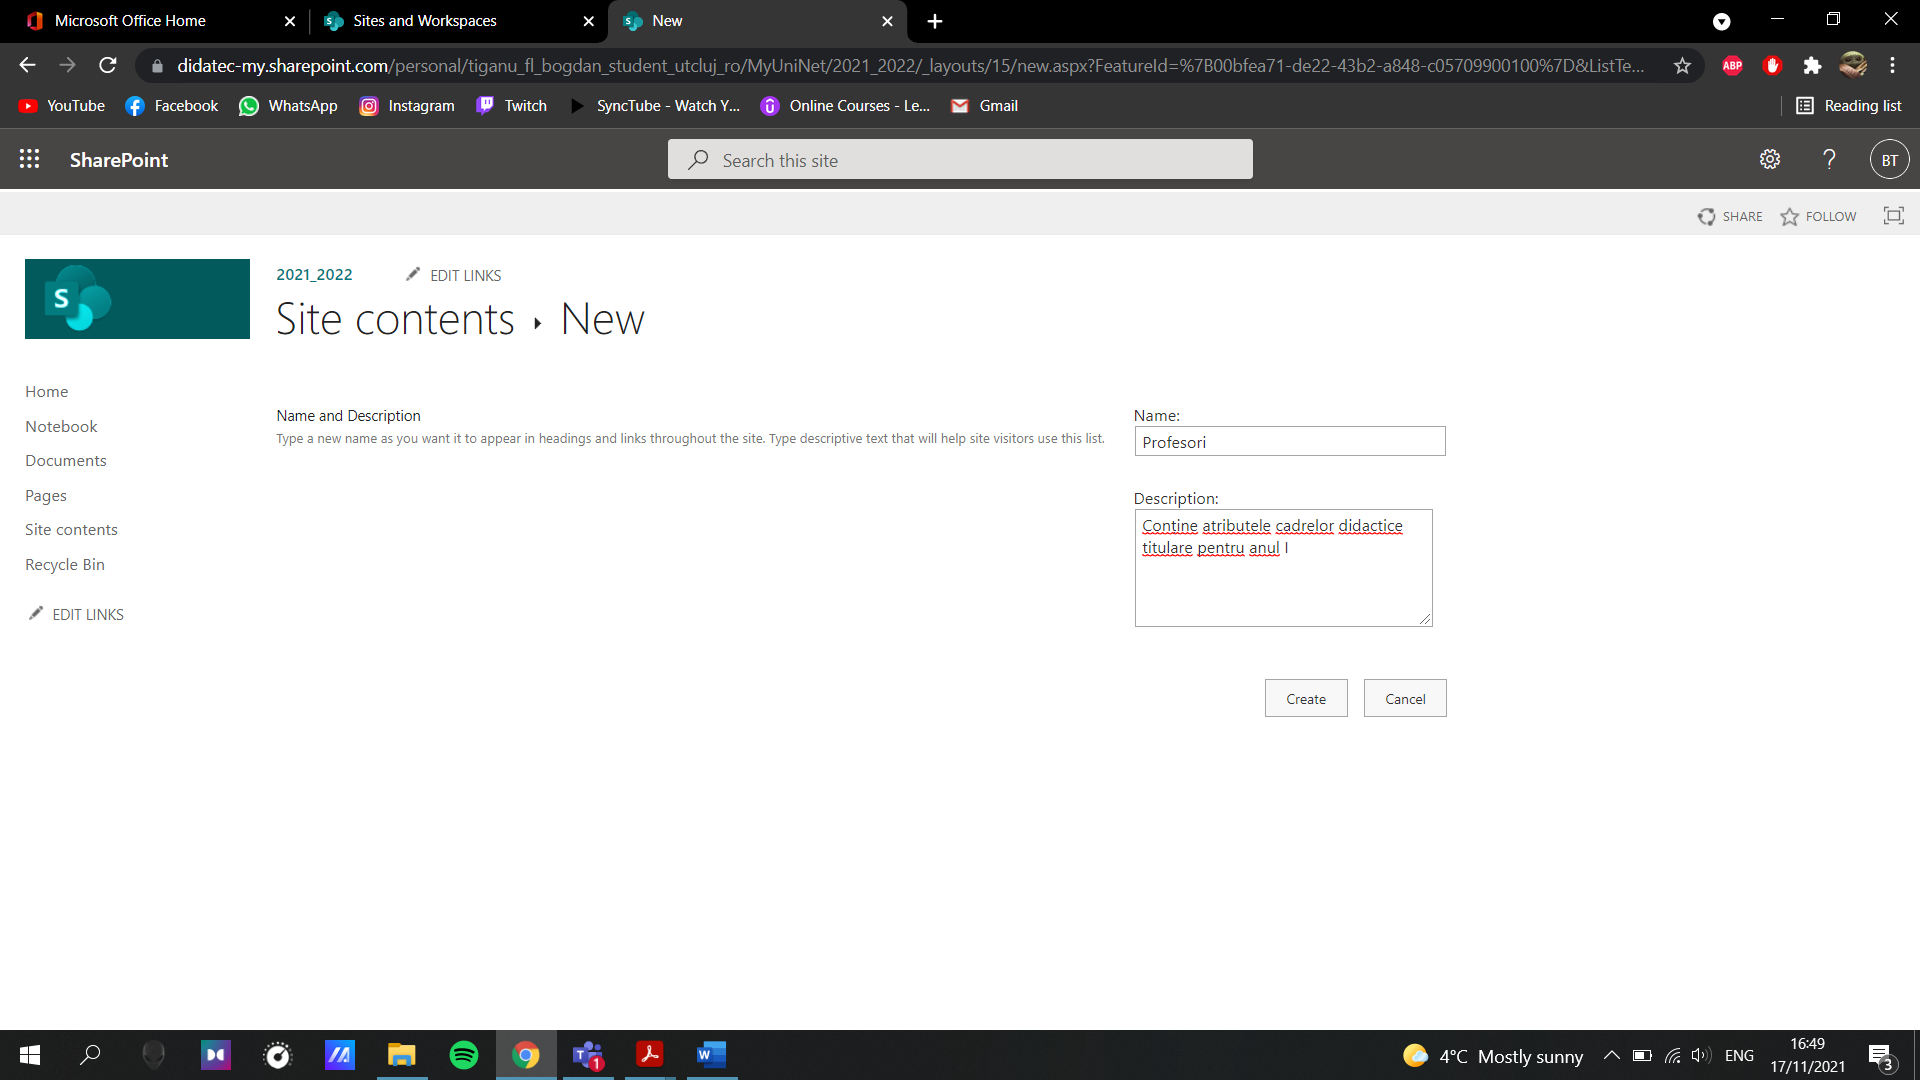 Microsoft Office Home
Sites and Workspaces
New
didatec-my.sharepoint.com/personal/tiganu_fl_bogdan_student_utcluj_ro/MyUniNet/2021_2022/_layouts/15/new.aspx?FeatureId=%7B00bfea71-de22-43b2-a848-c05709900100%7D&ListTe...
ABP
YouTube
Facebook
WhatsApp
Instagram
Twitch
SyncTube - Watch Y...
Online Courses - Le...
Gmail
Reading list
SharePoint
Search this site
?
BT
SHARE
FOLLOW
S
2021_2022
EDIT LINKS
Site contents
New
Home
Notebook
Documents
Pages
Site contents
Recycle Bin
EDIT LINKS
Name and Description
Type a new name as you want it to appear in headings and links throughout the site. Type descriptive text that will help site visitors use this list.
Name:
Profesori
Description:
Contine atributele cadrelor didactice
titulare pentru anul I
Create
Cancel
4°C Mostly sunny
ENG
16:49
17/11/2021
3